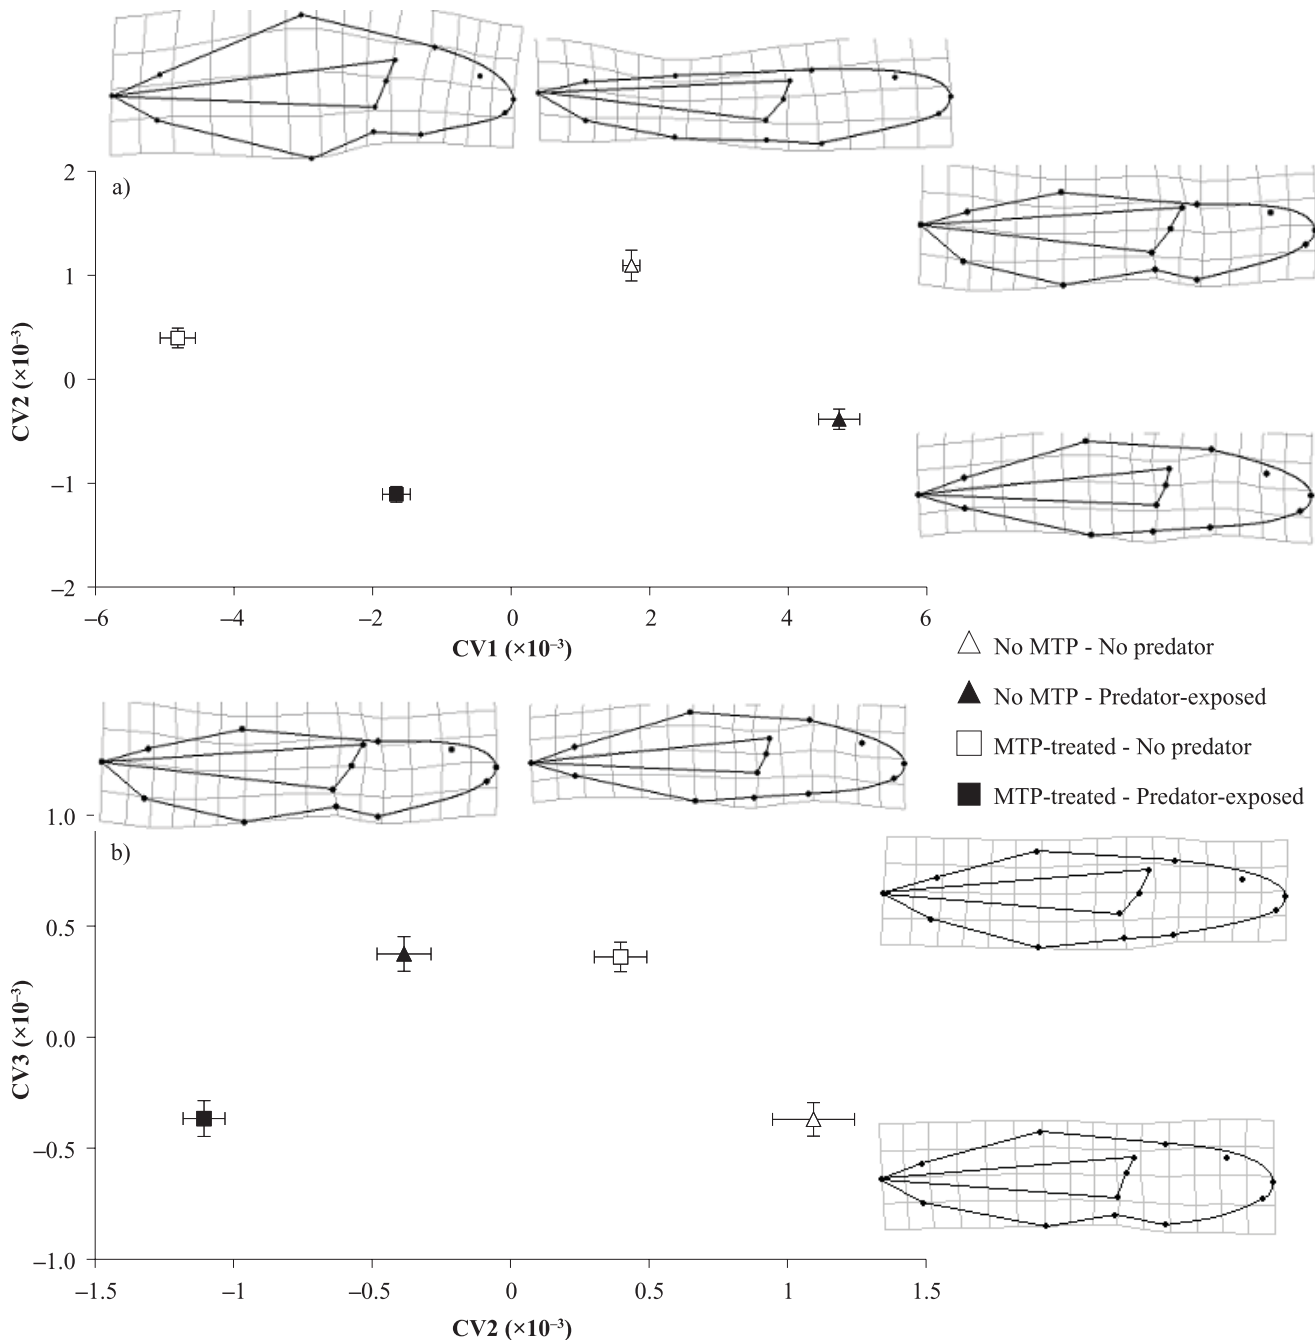 a)
2
1
0
–1
–2
CV2 (×10⁻³)
–6 –4 –2 0 2 4 6
CV1 (×10⁻³)
No MTP - No predator
No MTP - Predator-exposed
MTP-treated - No predator
MTP-treated - Predator-exposed
b)
1.0
0.5
0.0
–0.5
–1.0
CV3 (×10⁻³)
–1.5 –1 –0.5 0 0.5 1 1.5
CV2 (×10⁻³)